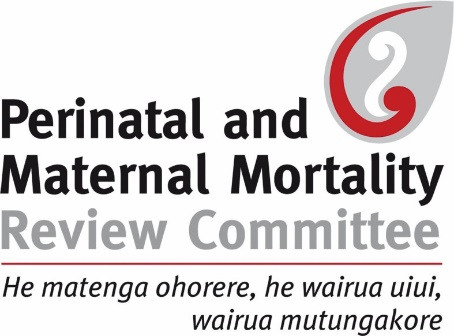 Perinatal and
Maternal Mortality
Review Committee
He matenga ohorere, he wairua uiui,
wairua mutungakore